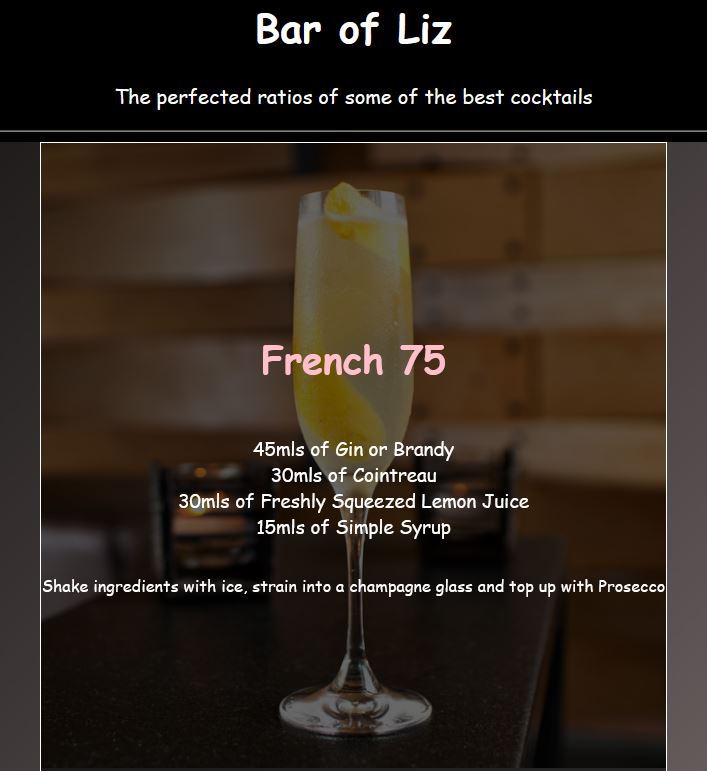 Bar of Liz
The perfected ratios of some of the best cocktails
French 75
45mls of Gin or Brandy
30mls of Cointreau
30mls of Freshly Squeezed Lemon Juice
15mls of Simple Syrup
Shake ingredients with ice, strain into a champagne glass and top up with Prosecco